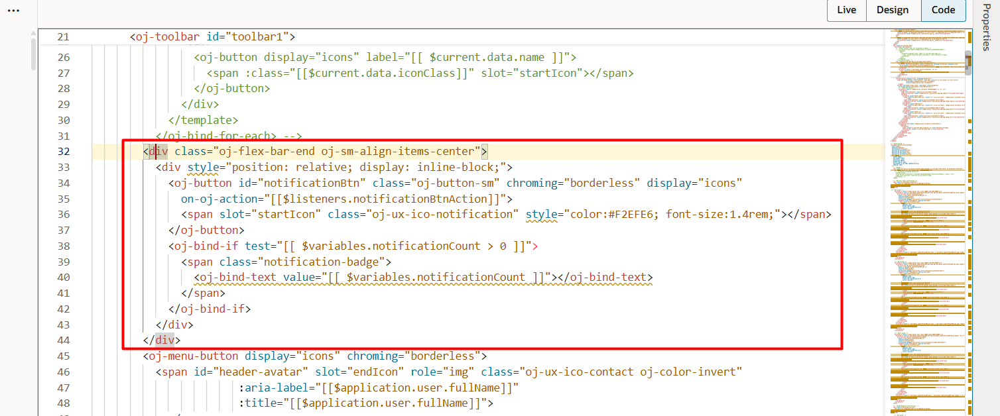 ...
Live Design Code
Properties
21 <oj-toolbar id="toolbar1">
26 <oj-button display="icons" label="[[ $current.data.name ]]">
27 <span :class="[[$current.data.iconClass]]" slot="startIcon"></span>
28 </oj-button>
29 </div>
30 </template>
31 </oj-bind-for-each> -->
32 <div class="oj-flex-bar-end oj-sm-align-items-center">
33 <div style="position: relative; display: inline-block;">
34 <oj-button id="notificationBtn" class="oj-button-sm" chroming="borderless" display="icons"
35 on-oj-action="[[$listeners.notificationBtnAction]]">
36 <span slot="startIcon" class="oj-ux-ico-notification" style="color:#F2EFE6; font-size:1.4rem;"></span>
37 </oj-button>
38 <oj-bind-if test="[[ $variables.notificationCount > 0 ]]">
39 <span class="notification-badge">
40 <oj-bind-text value="[[ $variables.notificationCount ]]"></oj-bind-text>
41 </span>
42 </oj-bind-if>
43 </div>
44 </div>
45 <oj-menu-button display="icons" chroming="borderless">
46 <span id="header-avatar" slot="endIcon" role="img" class="oj-ux-ico-contact oj-color-invert"
47 :aria-label="[[$application.user.fullName]]"
48 :title="[[$application.user.fullName]]">